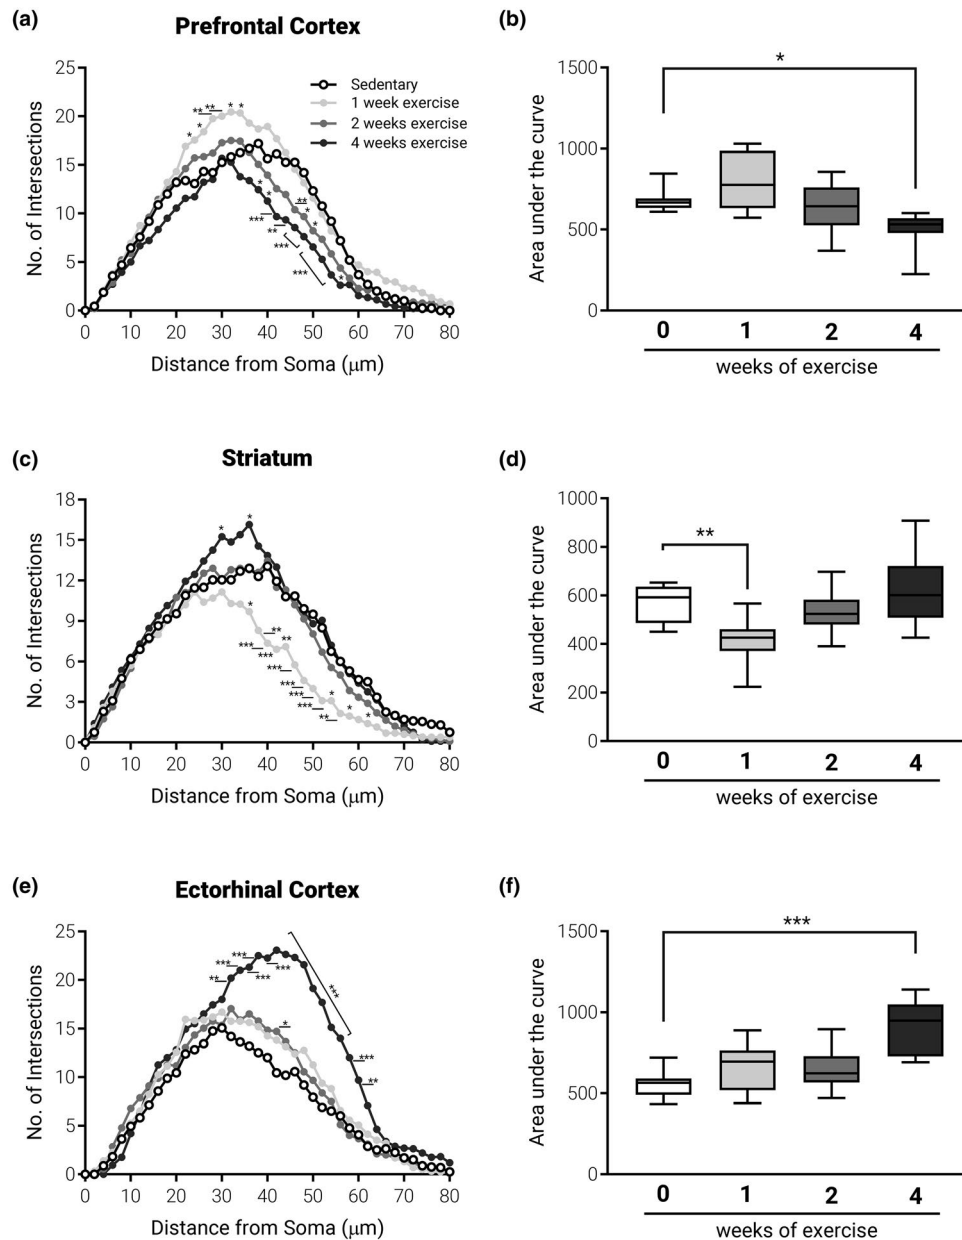 (a)
Prefrontal Cortex
25
20
15
10
5
0
No. of Intersections
Sedentary
1 week exercise
2 weeks exercise
4 weeks exercise
** ** * * * *
* * ** * * *** ** *** *** *
0 10 20 30 40 50 60 70 80
Distance from Soma (μm)
(b)
1500
1000
500
0
Area under the curve
*
0 1 2 4
weeks of exercise
(c)
Striatum
18
15
12
9
6
3
0
No. of Intersections
* *
* ** ** *** *** *** *** *** *** ** * * *
0 10 20 30 40 50 60 70 80
Distance from Soma (μm)
(d)
1000
800
600
400
200
0
Area under the curve
**
0 1 2 4
weeks of exercise
(e)
Ectorhinal Cortex
25
20
15
10
5
0
No. of Intersections
** *** *** *** *** *** *** ** *
0 10 20 30 40 50 60 70 80
Distance from Soma (μm)
(f)
1500
1000
500
0
Area under the curve
***
0 1 2 4
weeks of exercise